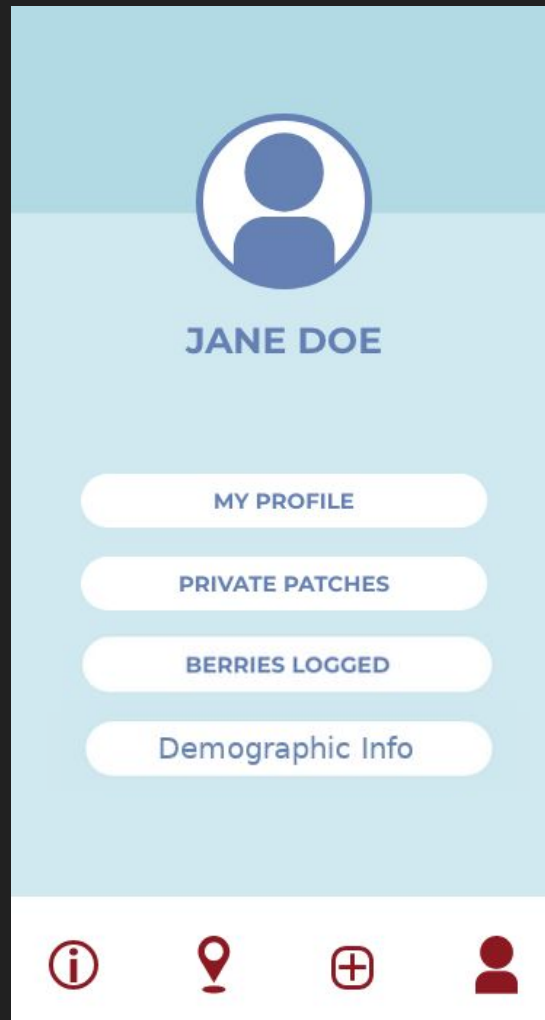 JANE DOE
MY PROFILE
PRIVATE PATCHES
BERRIES LOGGED
Demographic Info